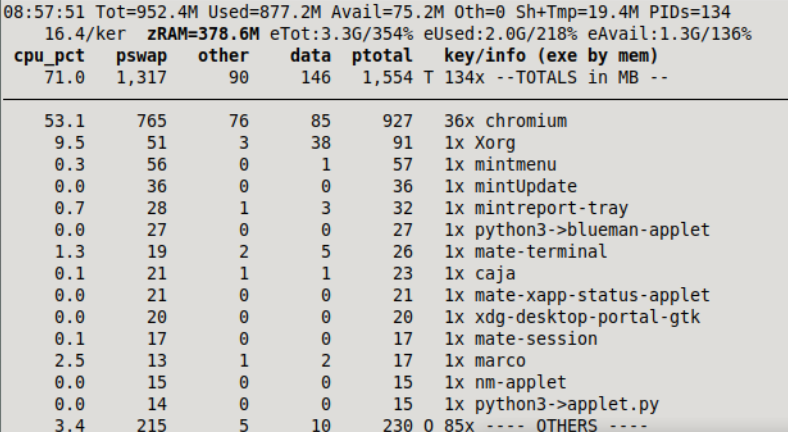 08:57:51 Tot=952.4M Used=877.2M Avail=75.2M Oth=0 Sh+Tmp=19.4M PIDs=134
16.4/ker zRAM=378.6M eTot:3.3G/354% eUsed:2.0G/218% eAvail:1.3G/136%
cpu_pct pswap other data ptotal key/info (exe by mem)
71.0 1,317 90 146 1,554 T 134x --TOTALS in MB --
53.1 765 76 85 927 36x chromium
9.5 51 3 38 91 1x Xorg
0.3 56 0 1 57 1x mintmenu
0.0 36 0 0 36 1x mintUpdate
0.7 28 1 3 32 1x mintreport-tray
0.0 27 0 0 27 1x python3->blueman-applet
1.3 19 2 5 26 1x mate-terminal
0.1 21 1 1 23 1x caja
0.0 21 0 0 21 1x mate-xapp-status-applet
0.0 20 0 0 20 1x xdg-desktop-portal-gtk
0.1 17 0 0 17 1x mate-session
2.5 13 1 2 17 1x marco
0.0 15 0 0 15 1x nm-applet
0.0 14 0 0 15 1x python3->applet.py
3.4 215 5 10 230 O 85x ---- OTHERS ----